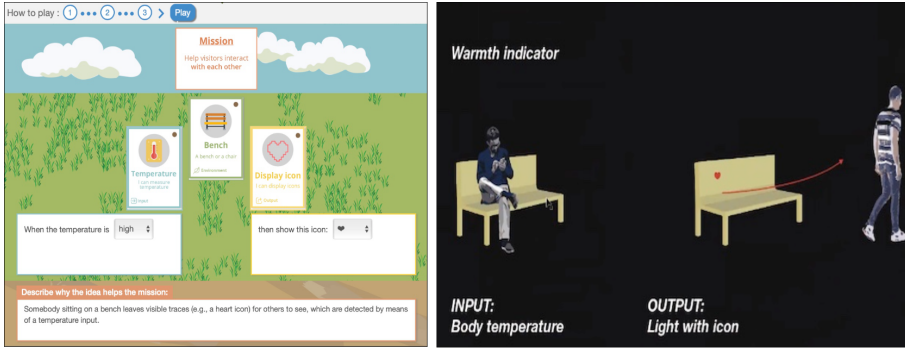 How to play : 1 2 3 Play
Mission
Help visitors interact
with each other
Bench
A bench or a chair
Environment
Temperature
I can measure
temperature
Input
Display icon
I can display icons
Output
When the temperature is high
then show this icon: ❤
Describe why the idea helps the mission:
Somebody sitting on a bench leaves visible traces (e.g., a heart icon) for others to see, which are detected by means
of a temperature input.
Warmth indicator
INPUT:
Body temperature
OUTPUT:
Light with icon